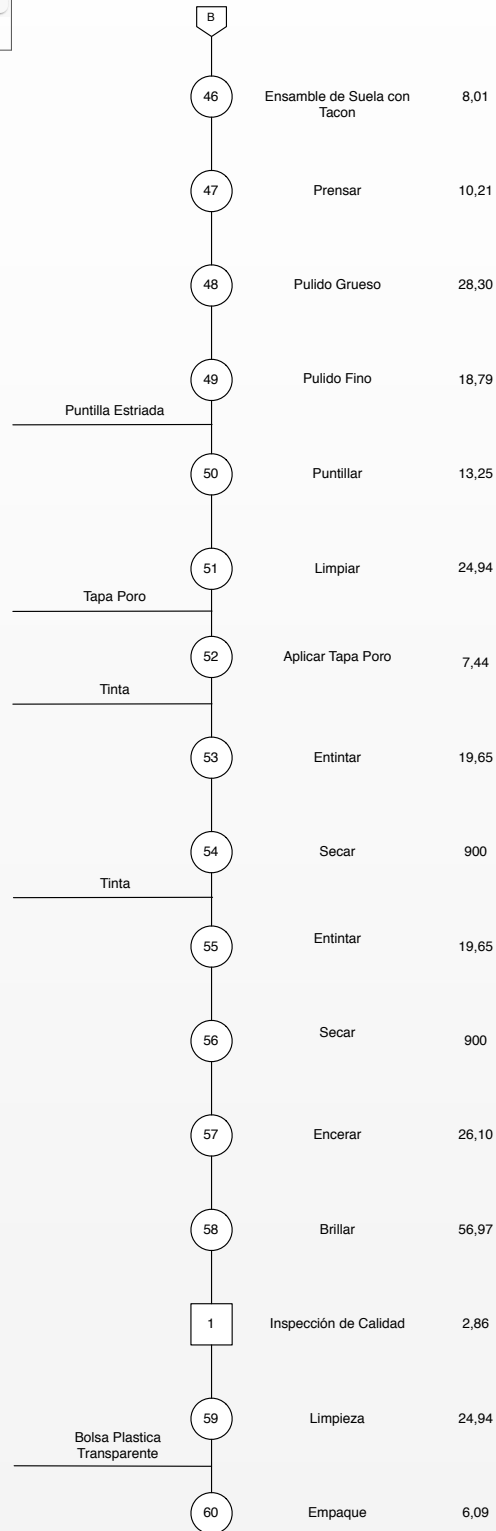 B
46 Ensamble de Suela con 8,01
Tacon
47 Prensar 10,21
48 Pulido Grueso 28,30
49 Pulido Fino 18,79
Puntilla Estriada
50 Puntillar 13,25
51 Limpiar 24,94
Tapa Poro
52 Aplicar Tapa Poro 7,44
Tinta
53 Entintar 19,65
54 Secar 900
Tinta
55 Entintar 19,65
56 Secar 900
57 Encerar 26,10
58 Brillar 56,97
1 Inspección de Calidad 2,86
59 Limpieza 24,94
Bolsa Plastica
Transparente
60 Empaque 6,09